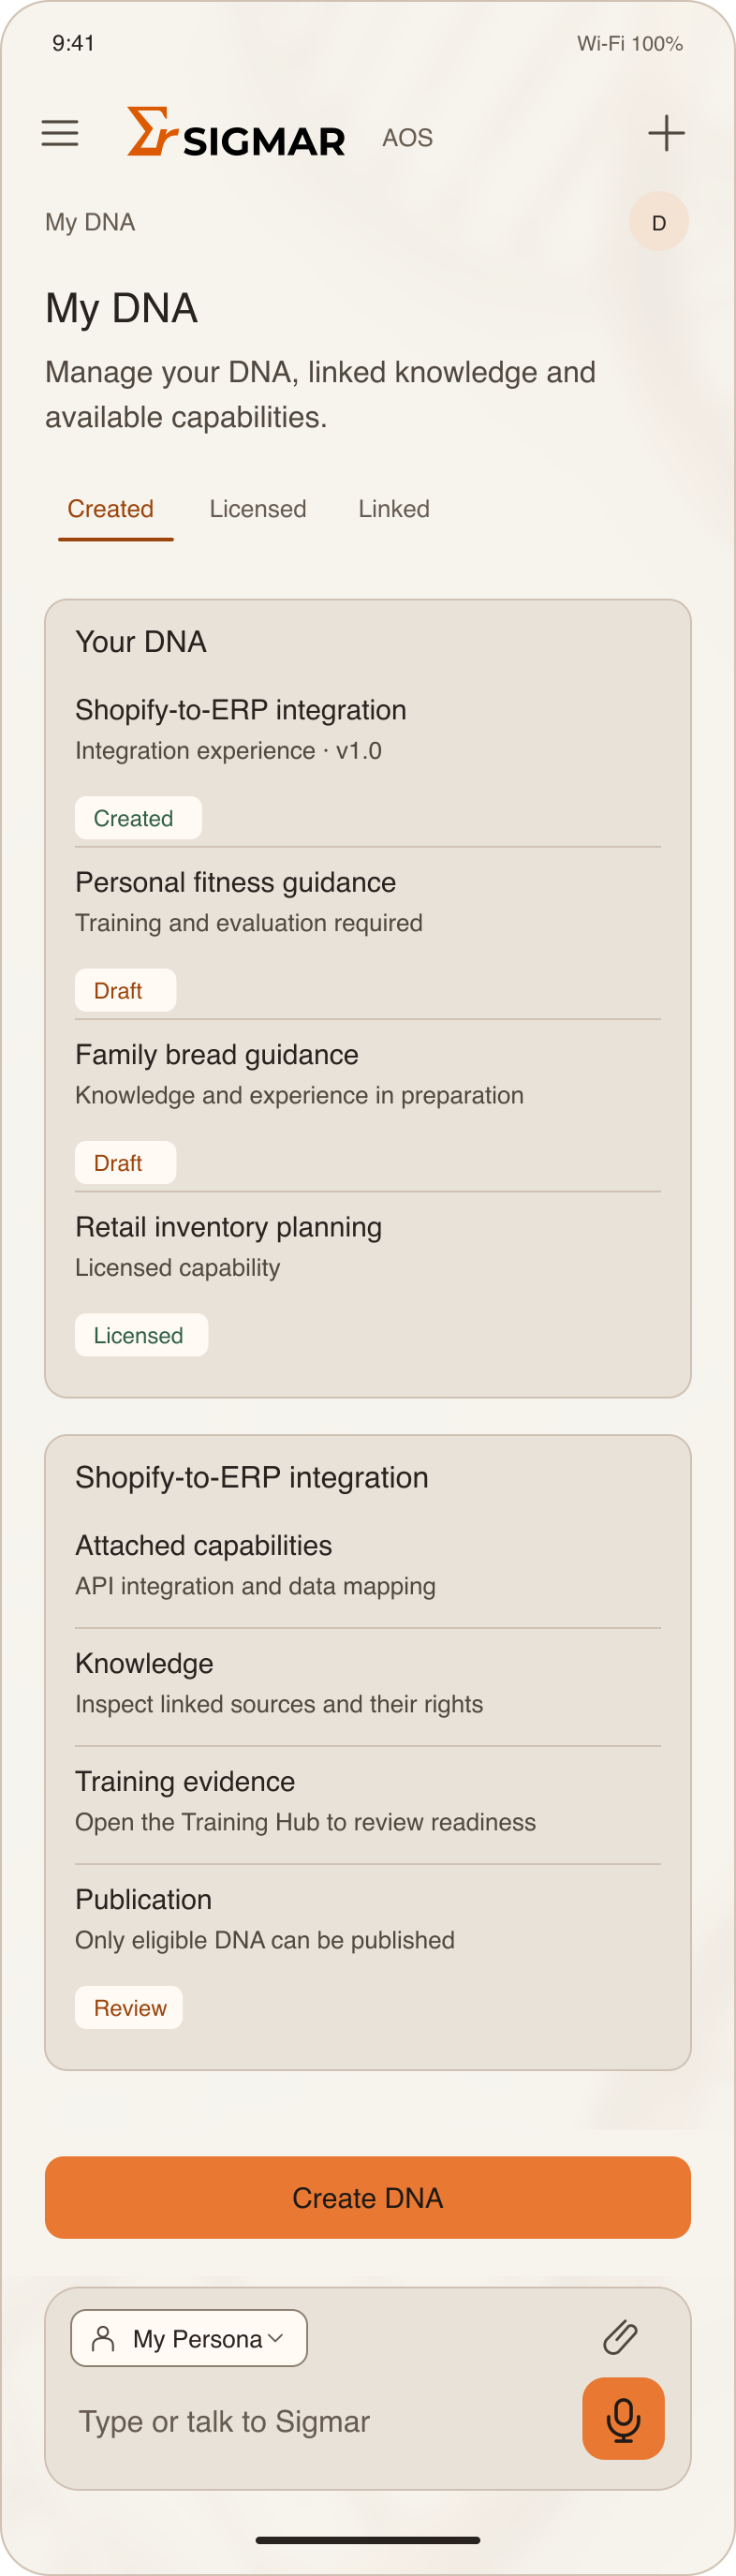 9:41
Wi-Fi 100%
Σr SIGMAR AOS
My DNA
D
My DNA
Manage your DNA, linked knowledge and
available capabilities.
Created Licensed Linked
Your DNA
Shopify-to-ERP integration
Integration experience · v1.0
Created
Personal fitness guidance
Training and evaluation required
Draft
Family bread guidance
Knowledge and experience in preparation
Draft
Retail inventory planning
Licensed capability
Licensed
Shopify-to-ERP integration
Attached capabilities
API integration and data mapping
Knowledge
Inspect linked sources and their rights
Training evidence
Open the Training Hub to review readiness
Publication
Only eligible DNA can be published
Review
Create DNA
My Persona
Type or talk to Sigmar